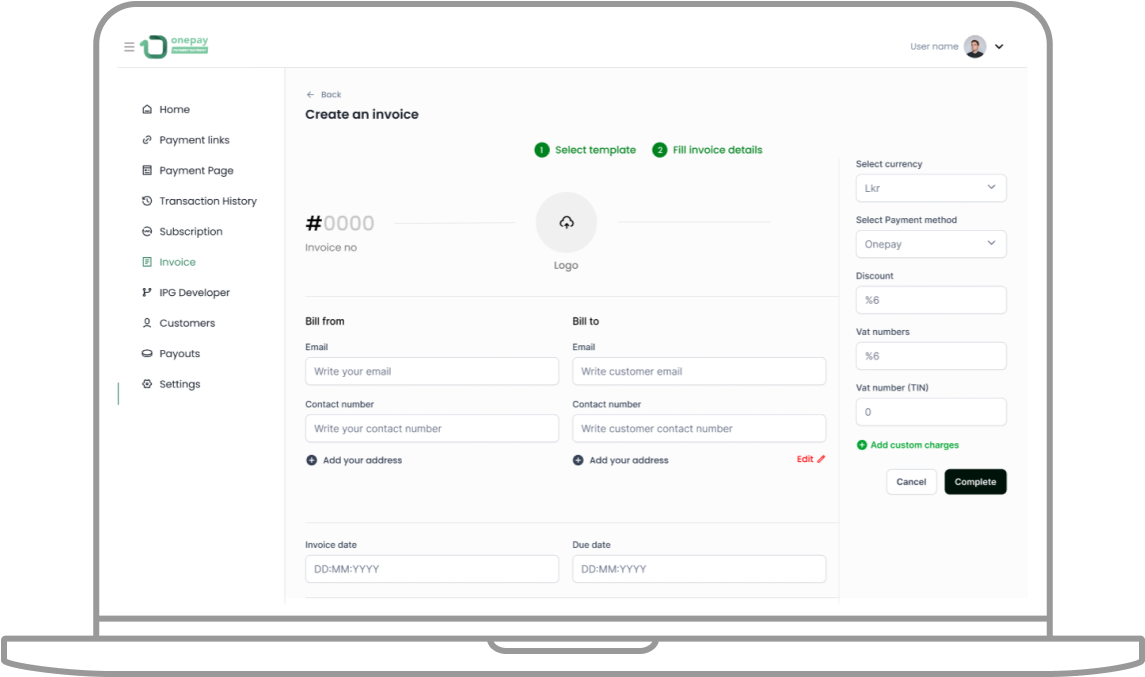 onepay
User name
Home
Payment links
Payment Page
Transaction History
Subscription
Invoice
IPG Developer
Customers
Payouts
Settings
Back
Create an invoice
1 Select template 2 Fill invoice details
#0000
Invoice no
Logo
Bill from
Email
Write your email
Contact number
Write your contact number
Add your address
Bill to
Email
Write customer email
Contact number
Write customer contact number
Add your address
Edit
Invoice date
DD:MM:YYYY
Due date
DD:MM:YYYY
Select currency
Lkr
Select Payment method
Onepay
Discount
%6
Vat numbers
%6
Vat number (TIN)
0
Add custom charges
Cancel
Complete